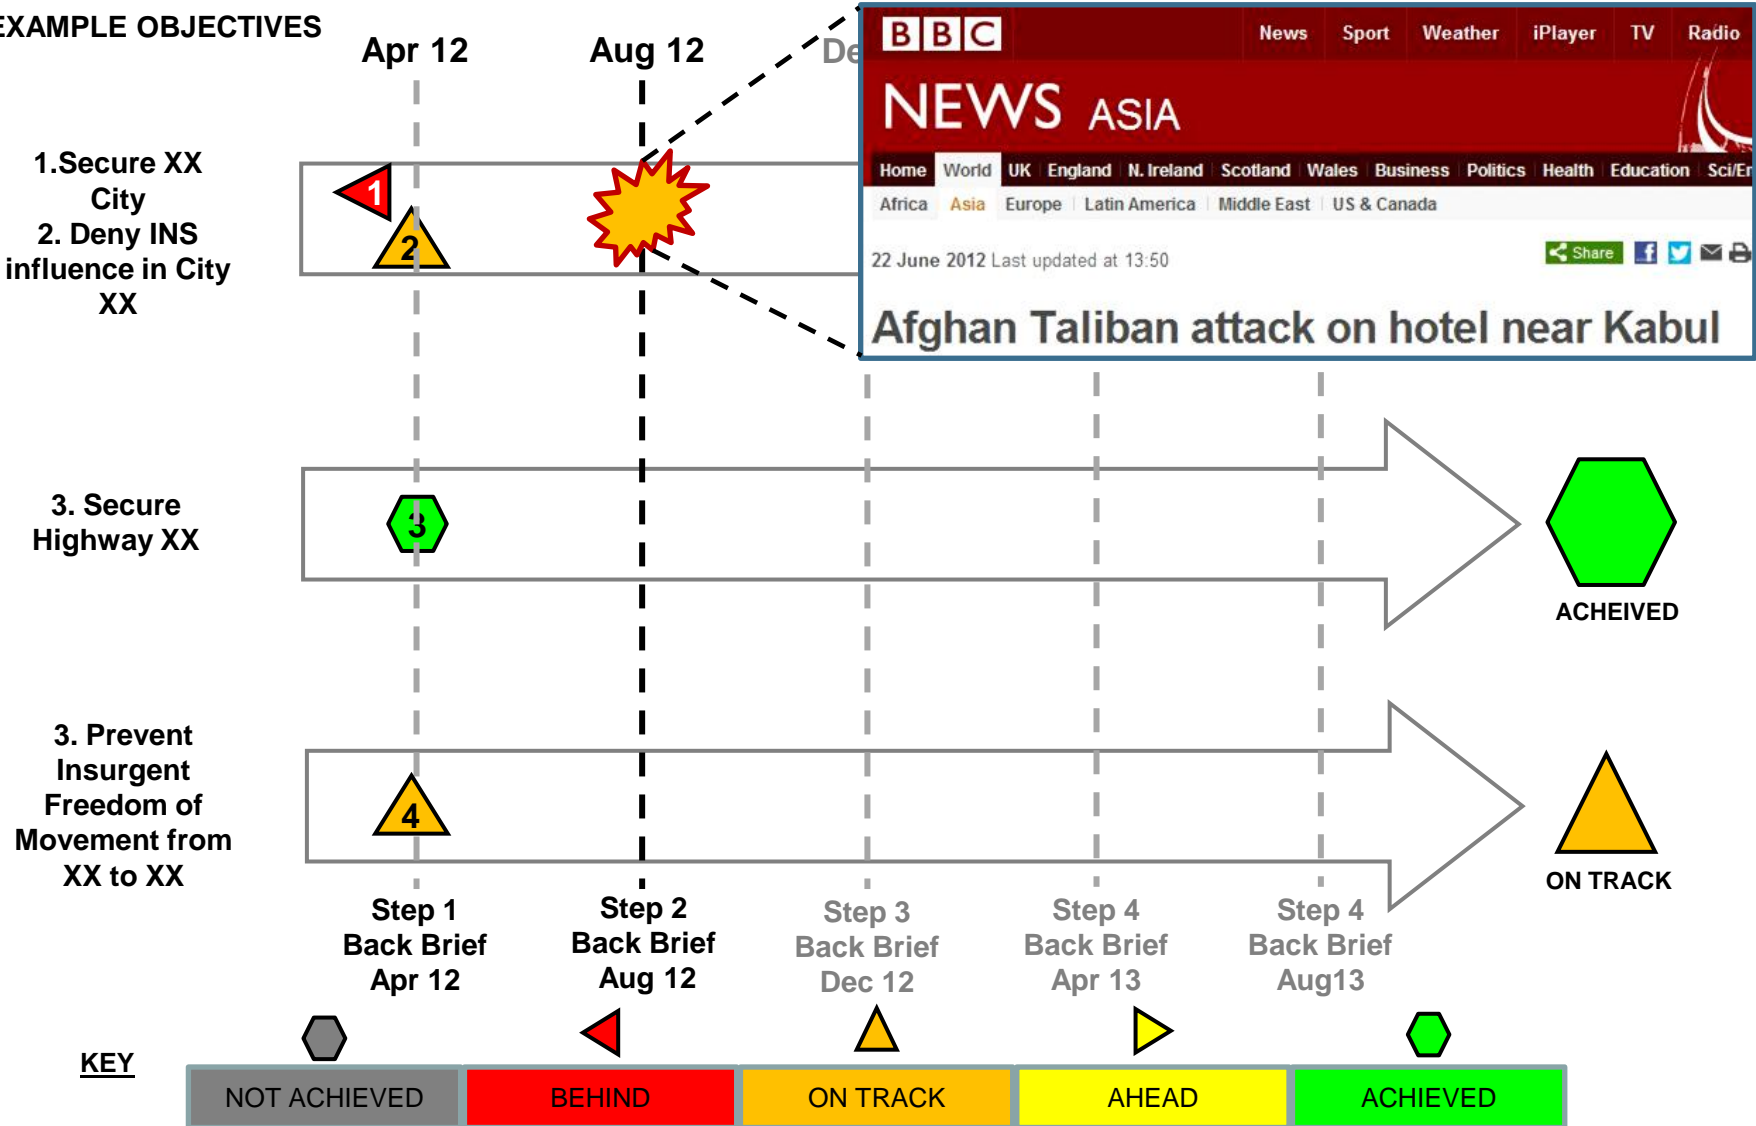 EXAMPLE OBJECTIVES
Apr 12
Aug 12
De
BBC
News Sport Weather iPlayer TV Radio
NEWS ASIA
Home World UK England N. Ireland Scotland Wales Business Politics Health Education Sci/En
Africa Asia Europe Latin America Middle East US & Canada
22 June 2012 Last updated at 13:50
Share
Afghan Taliban attack on hotel near Kabul
1.Secure XX
City
2. Deny INS
influence in City
XX
1
2
3. Secure
Highway XX
3
ACHEIVED
3. Prevent
Insurgent
Freedom of
Movement from
XX to XX
4
ON TRACK
Step 1
Back Brief
Apr 12
Step 2
Back Brief
Aug 12
Step 3
Back Brief
Dec 12
Step 4
Back Brief
Apr 13
Step 4
Back Brief
Aug13
KEY
NOT ACHIEVED
BEHIND
ON TRACK
AHEAD
ACHIEVED